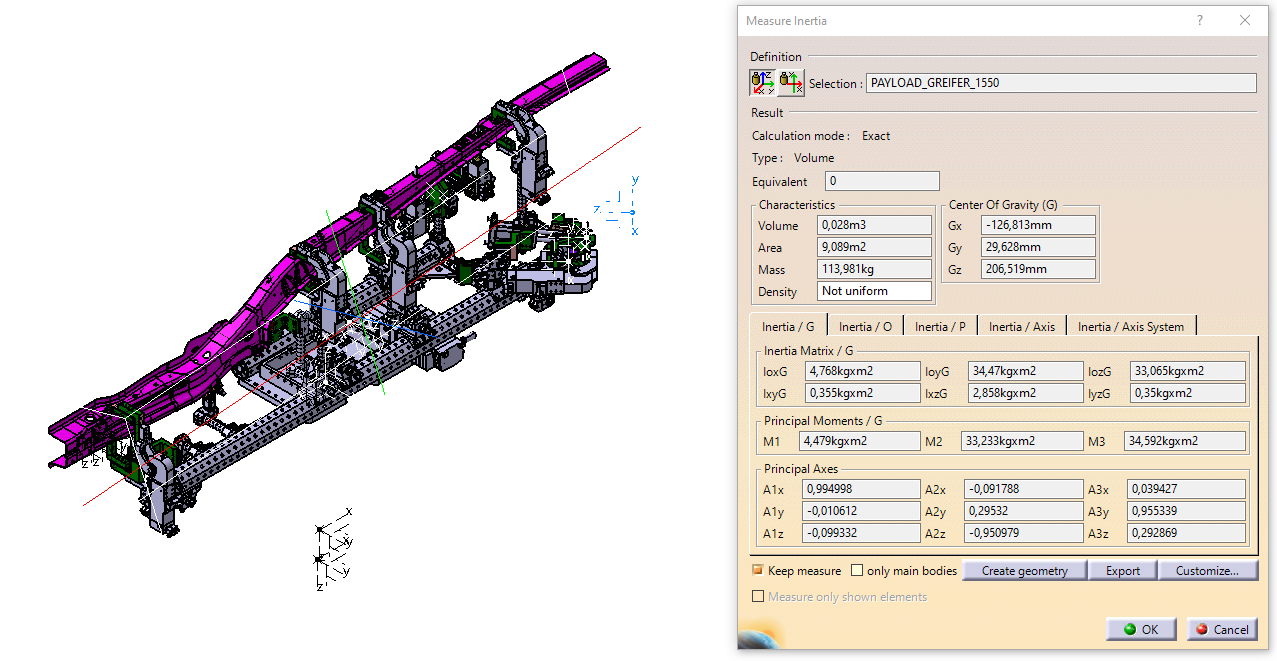 Measure Inertia
Definition
Selection : PAYLOAD_GREIFER_1550
Result
Calculation mode : Exact
Type : Volume
Equivalent 0
Characteristics Center Of Gravity (G)
Volume 0,028m3 Gx -126,813mm
Area 9,089m2 Gy 29,628mm
Mass 113,981kg Gz 206,519mm
Density Not uniform
Inertia / G Inertia / O Inertia / P Inertia / Axis Inertia / Axis System
Inertia Matrix / G
IoxG 4,768kgxm2 IoyG 34,47kgxm2 IozG 33,065kgxm2
IxyG 0,355kgxm2 IxzG 2,858kgxm2 IyzG 0,35kgxm2
Principal Moments / G
M1 4,479kgxm2 M2 33,233kgxm2 M3 34,592kgxm2
Principal Axes
A1x 0,994998 A2x -0,091788 A3x 0,039427
A1y -0,010612 A2y 0,29532 A3y 0,955339
A1z -0,099332 A2z -0,950979 A3z 0,292869
Keep measure only main bodies Create geometry Export Customize...
Measure only shown elements
OK Cancel
y
z
x
z z
x
y
y
z